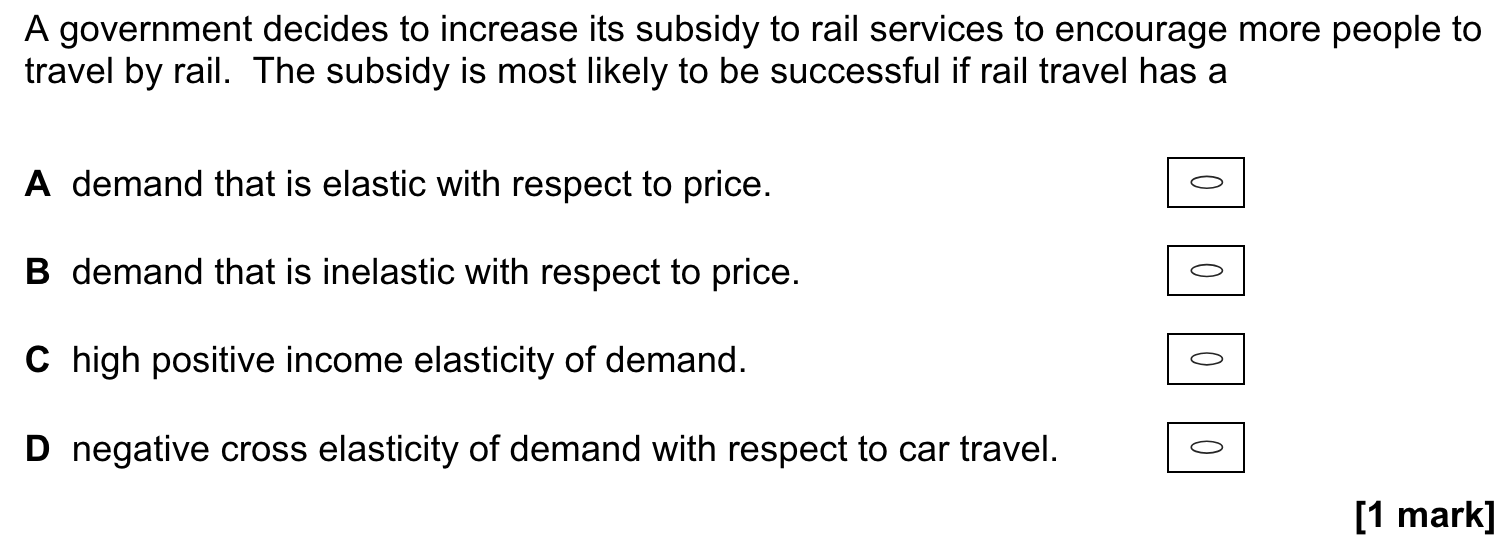 A government decides to increase its subsidy to rail services to encourage more people to
travel by rail.  The subsidy is most likely to be successful if rail travel has a
A demand that is elastic with respect to price.
B demand that is inelastic with respect to price.
C high positive income elasticity of demand.
D negative cross elasticity of demand with respect to car travel.
[1 mark]